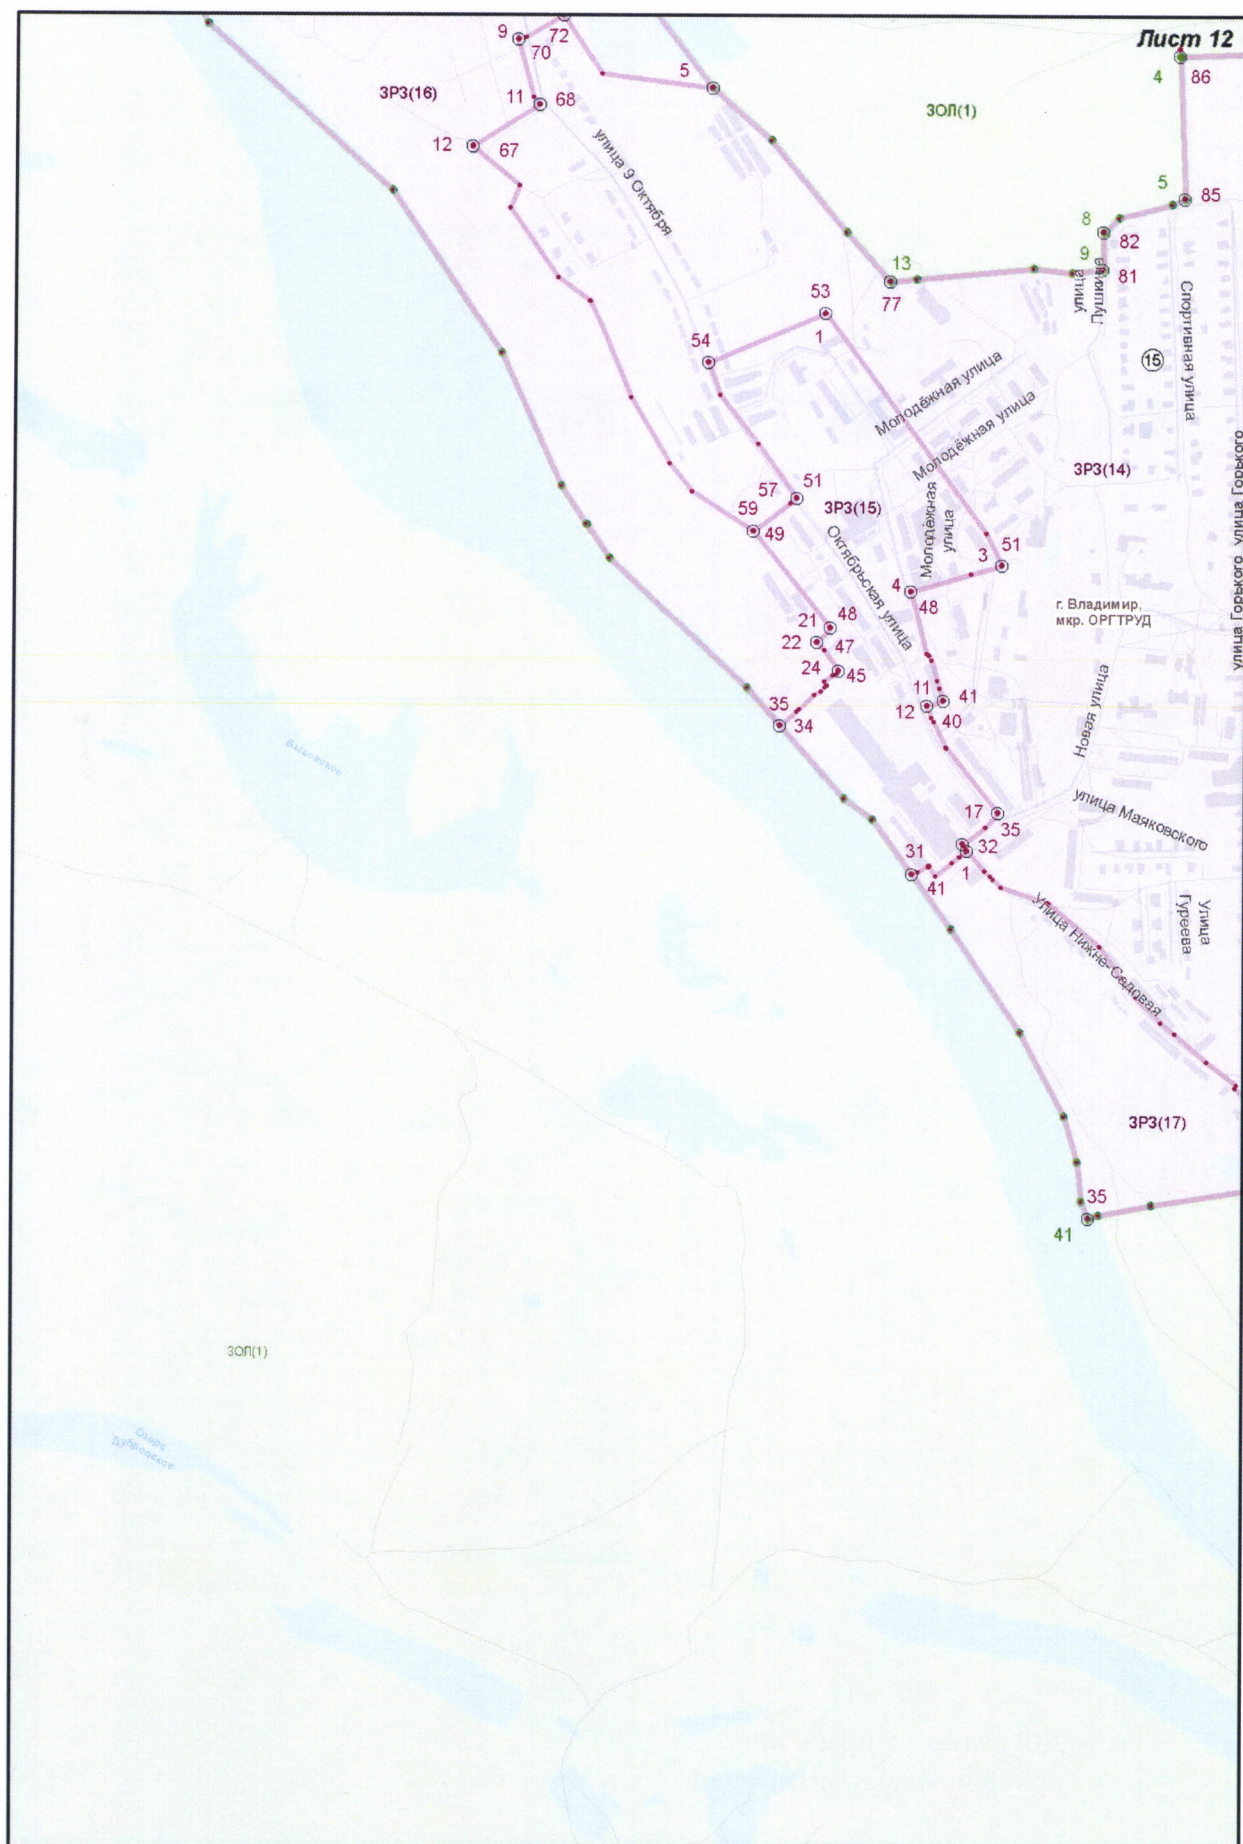 Лист 12
9
72
70
5
4
86
ЗРЗ(16)
11
68
ЗОЛ(1)
12
67
улица 9 Октября
5
85
8
82
9
81
13
77
улица
Пушкина
Спортивная улица
53
1
54
15
Молодёжная улица
Молодёжная улица
ЗРЗ(14)
51
57
ЗРЗ(15)
59
49
Молодёжная
улица
Октябрьская улица
улица Горького
улица Горького
3
51
4
48
г. Владимир,
мкр. ОРГТРУД
21
48
22
47
24
45
35
34
11
41
12
40
Новая улица
Быковское
17
35
улица Маяковского
32
31
1
41
Улица
Гуреева
Улица Нижне-Садовая
ЗРЗ(17)
35
41
ЗОЛ(1)
Озеро
Дубровское